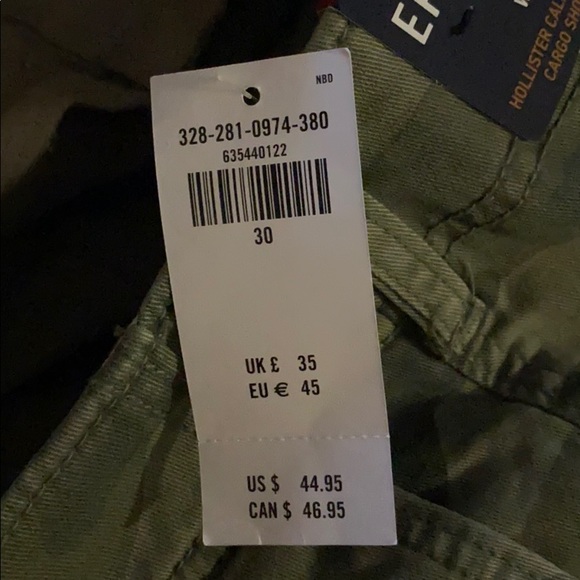 NBD
328-281-0974-380
635440122
30
UK £ 35
EU € 45
US $ 44.95
CAN $ 46.95
HOLLISTER CAL
CARGO SHO